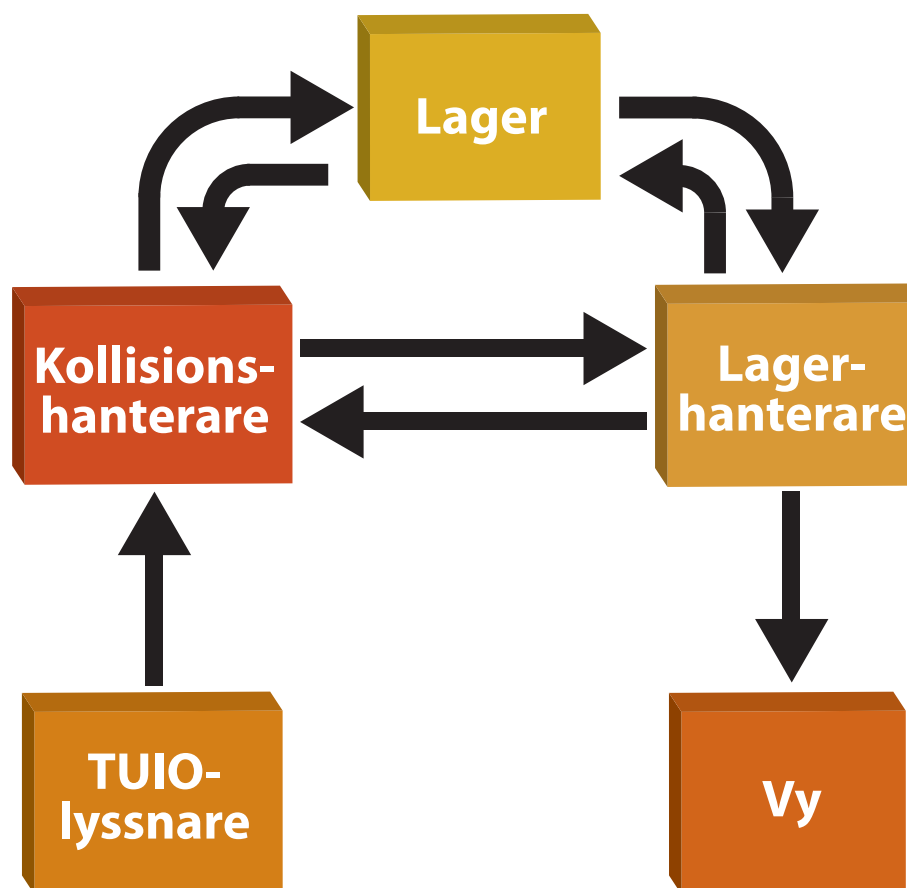 Lager
Kollisions-
hanterare
Lager-
hanterare
TUIO-
lyssnare
Vy